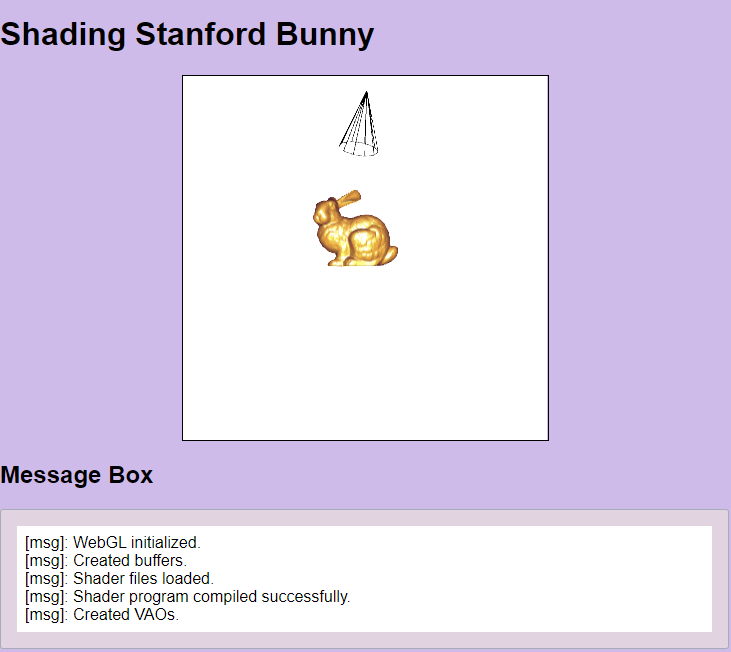 Shading Stanford Bunny
Message Box
[msg]: WebGL initialized.
[msg]: Created buffers.
[msg]: Shader files loaded.
[msg]: Shader program compiled successfully.
[msg]: Created VAOs.